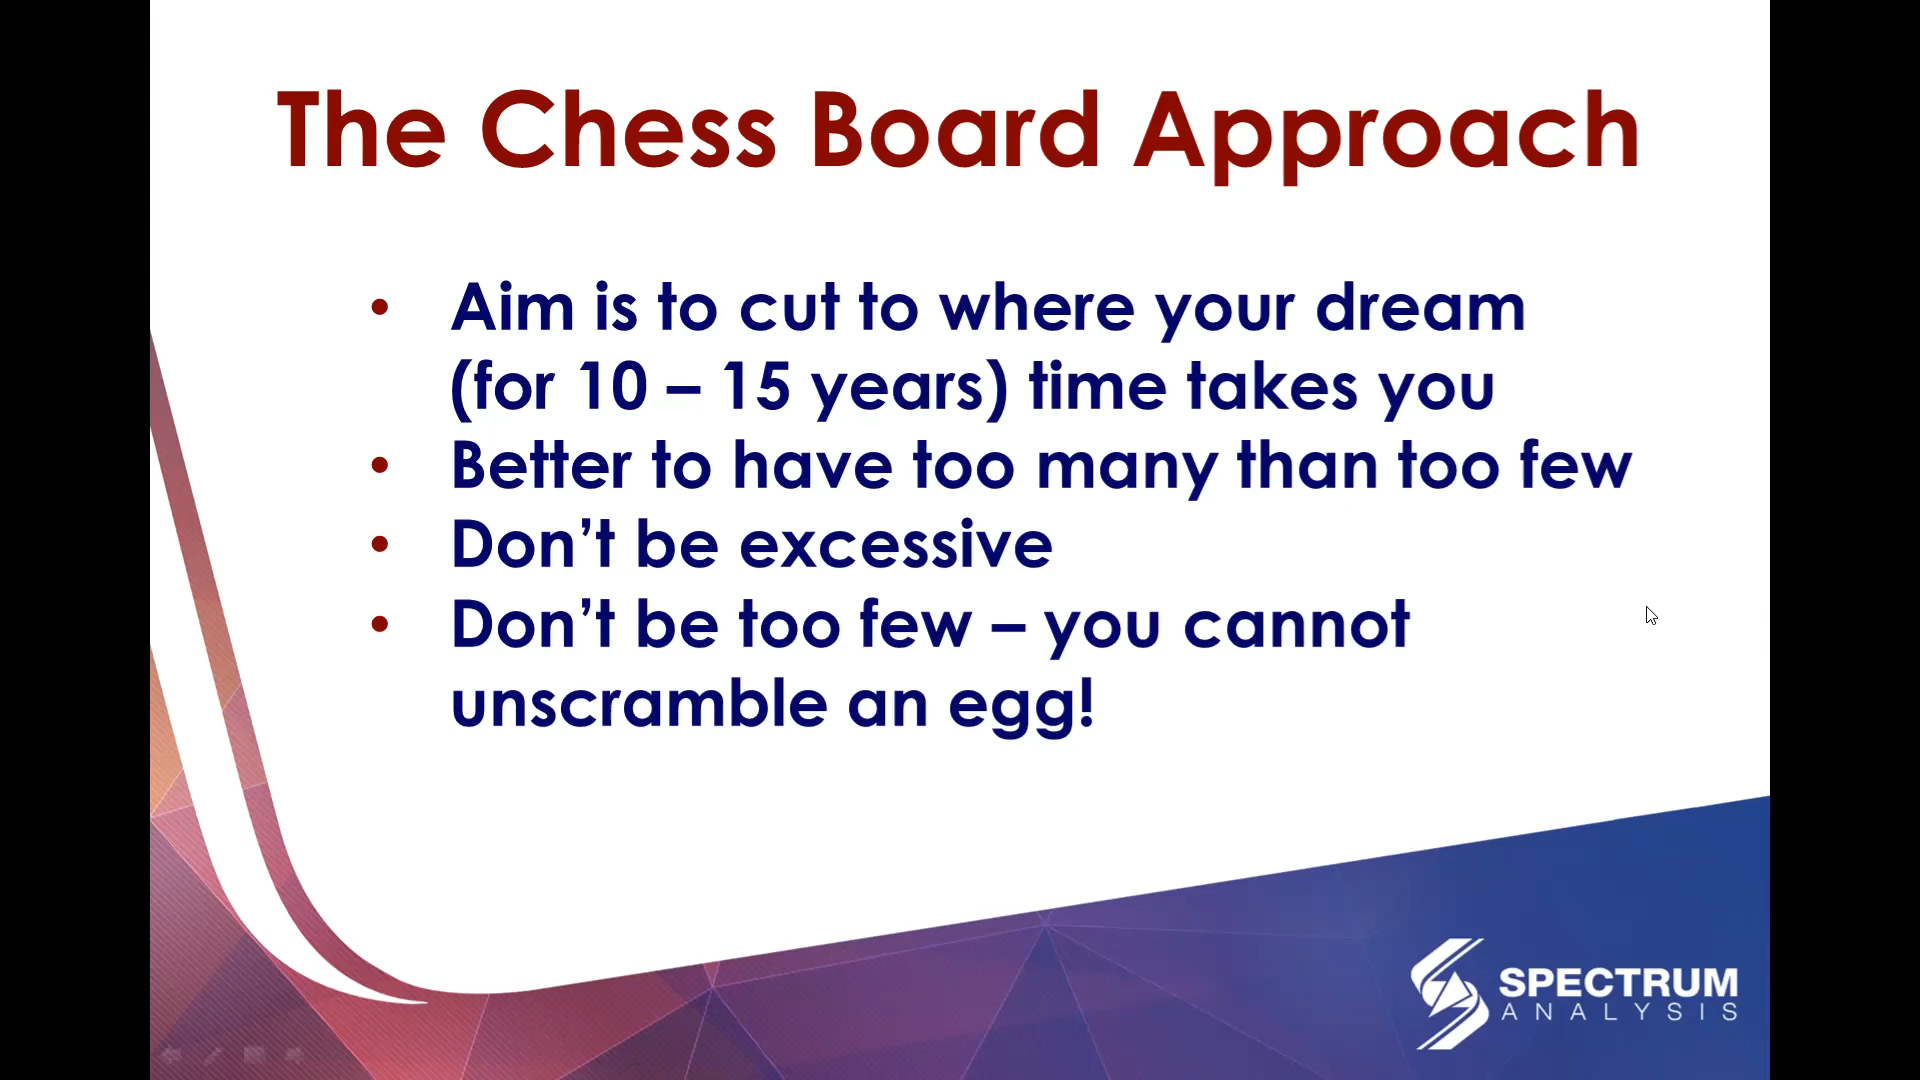 The Chess Board Approach
• Aim is to cut to where your dream
(for 10 – 15 years) time takes you
• Better to have too many than too few
• Don’t be excessive
• Don’t be too few – you cannot
unscramble an egg!
SPECTRUM
ANALYSIS